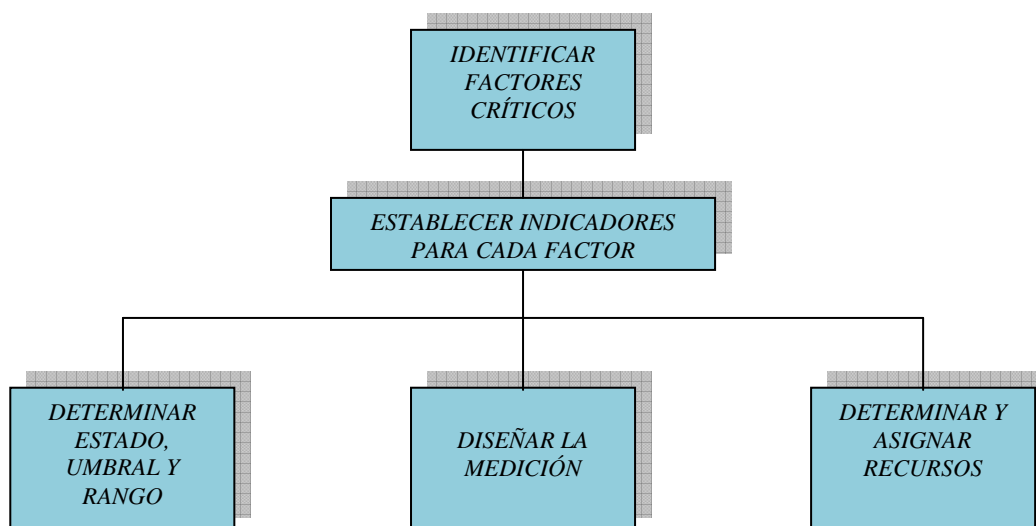 IDENTIFICAR
FACTORES
CRÍTICOS
ESTABLECER INDICADORES
PARA CADA FACTOR
DETERMINAR
ESTADO,
UMBRAL Y
RANGO
DISEÑAR LA
MEDICIÓN
DETERMINAR Y
ASIGNAR
RECURSOS